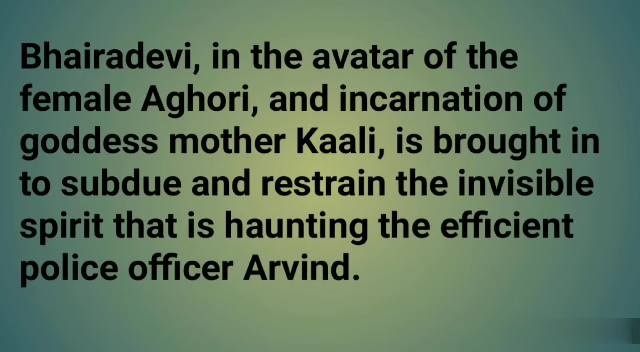 Bhairadevi, in the avatar of the
female Aghori, and incarnation of
goddess mother Kaali, is brought in
to subdue and restrain the invisible
spirit that is haunting the efficient
police officer Arvind.